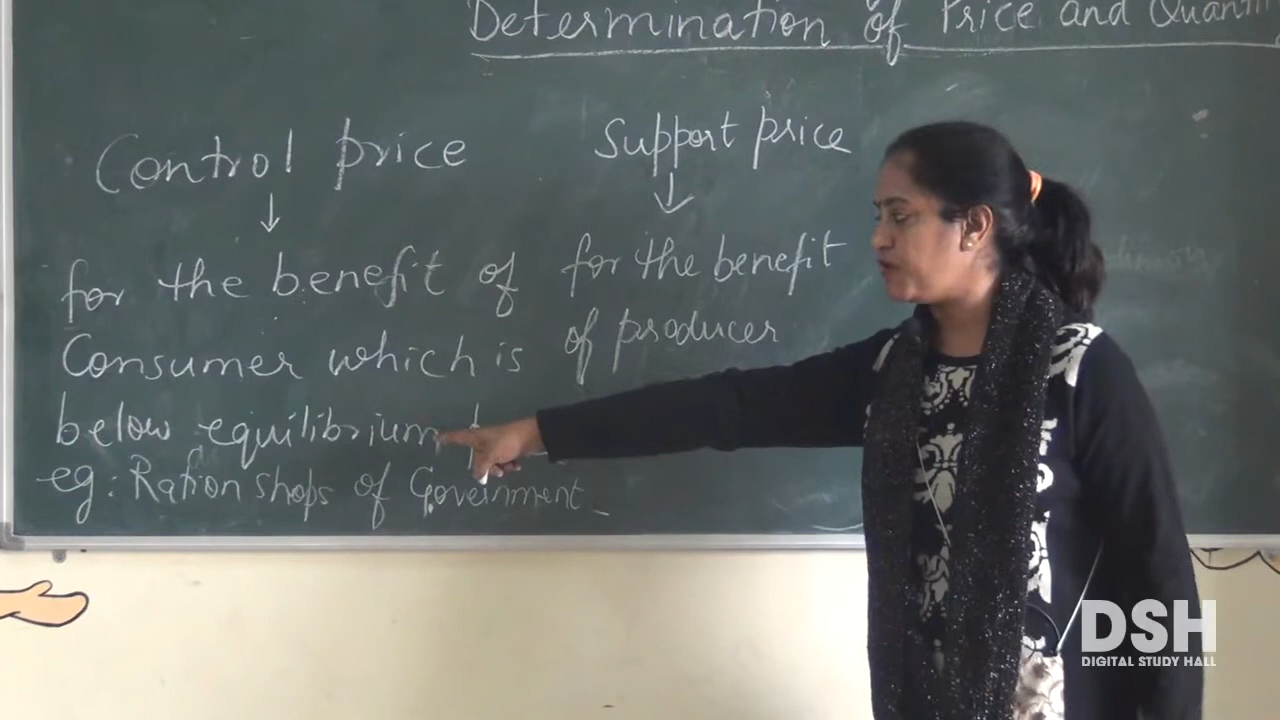 Determination of Price and Quanti
Control price
↓
for the benefit of
Consumer which is
below equilibrium
eg: Ration shops of Government
Support price
↓
for the benefit
of producer
DSH
DIGITAL STUDY HALL